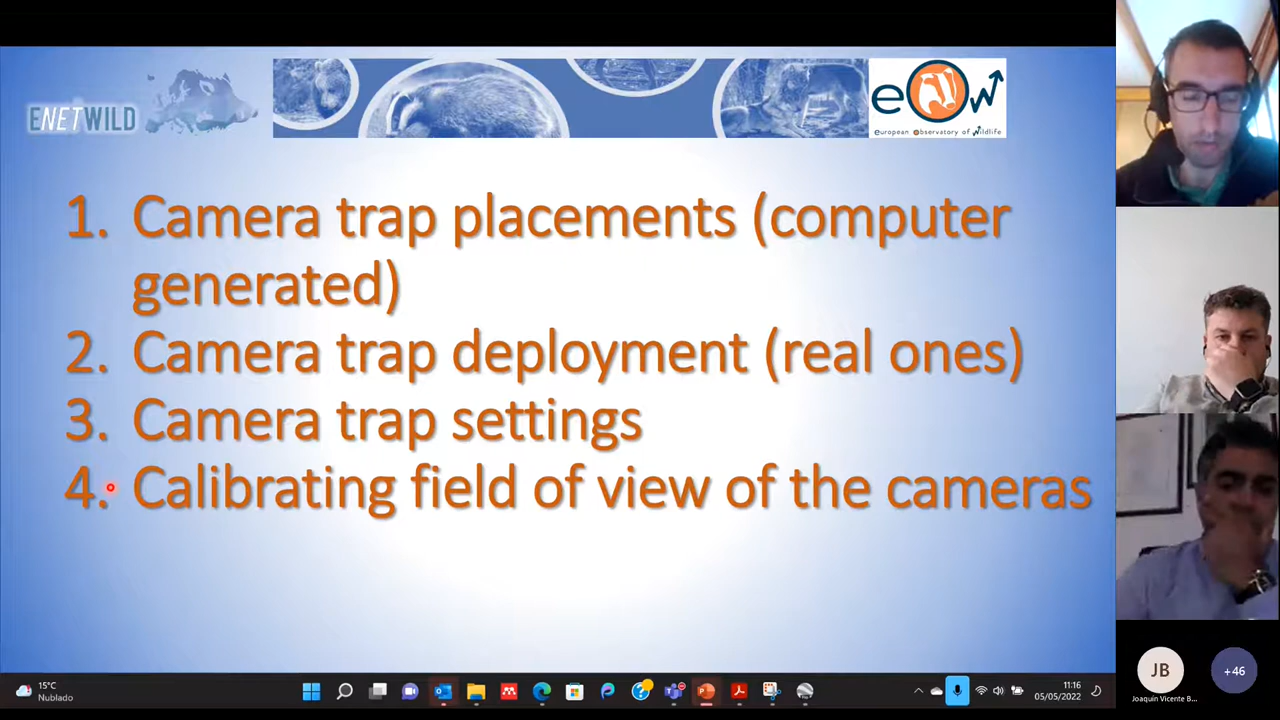 ENETWILD
eow
european observatory of wildlife
1. Camera trap placements (computer
generated)
2. Camera trap deployment (real ones)
3. Camera trap settings
4. Calibrating field of view of the cameras
JB
Joaquín Vicente B...
+46
15°C
Nublado
11:16
05/05/2022